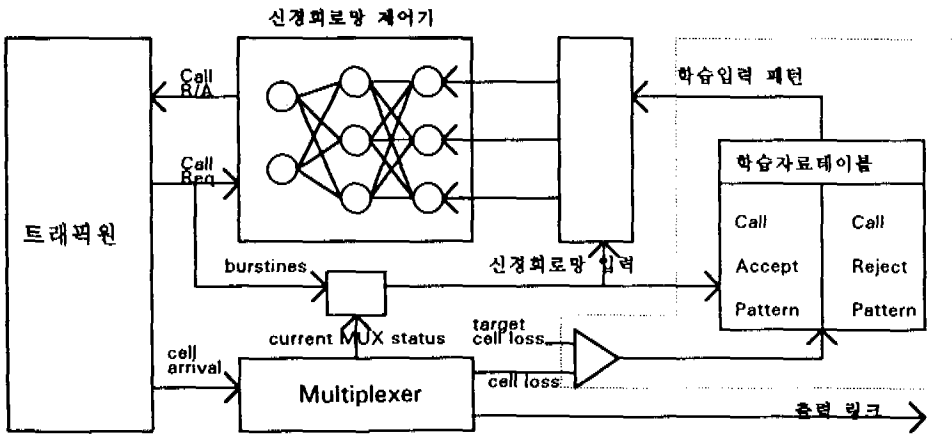 신경회로망 제어기
Call
R/A
학습입력 패턴
학습자료테이블
Call
Req
트래픽원
Call
Accept
Pattern
Call
Reject
Pattern
burstines
신경회로망 입력
current MUX status
target
cell loss
cell
arrival
cell loss
Multiplexer
출력 링크